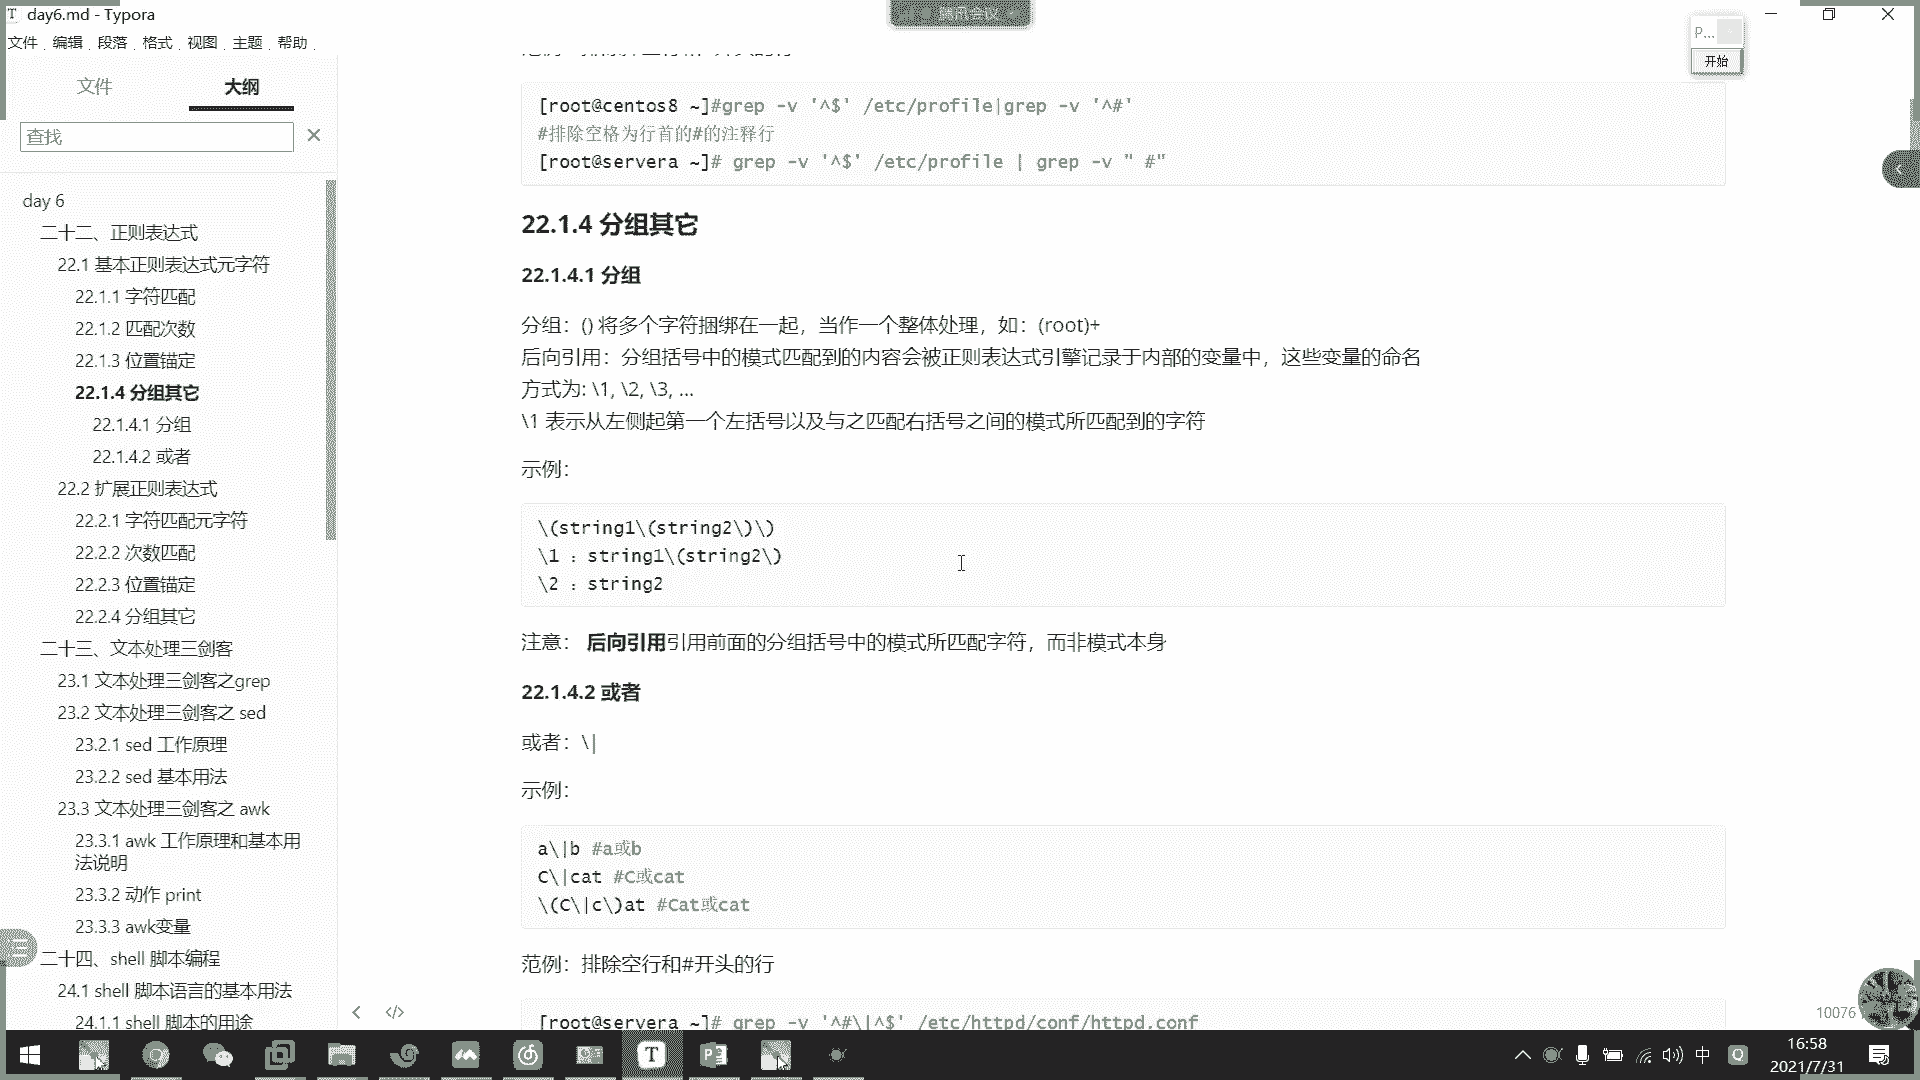 day6.md - Typora
腾讯会议
文件 编辑 段落 格式 视图 主题 帮助
P...
开始
文件
大纲
查找
day 6
二十二、正则表达式
22.1 基本正则表达式元字符
22.1.1 字符匹配
22.1.2 匹配次数
22.1.3 位置锚定
22.1.4 分组其它
22.1.4.1 分组
22.1.4.2 或者
22.2 扩展正则表达式
22.2.1 字符匹配元字符
22.2.2 次数匹配
22.2.3 位置锚定
22.2.4 分组其它
二十三、文本处理三剑客
23.1 文本处理三剑客之grep
23.2 文本处理三剑客之 sed
23.2.1 sed 工作原理
23.2.2 sed 基本用法
23.3 文本处理三剑客之 awk
23.3.1 awk 工作原理和基本用
法说明
23.3.2 动作 print
23.3.3 awk变量
二十四、shell 脚本编程
24.1 shell 脚本语言的基本用法
24.1.1 shell 脚本的用途
[root@centos8 ~]#grep -v '^$' /etc/profile|grep -v '^#'
#排除空格为行首的#的注释行
[root@servera ~]# grep -v '^$' /etc/profile | grep -v " #"
22.1.4 分组其它
22.1.4.1 分组
分组：() 将多个字符捆绑在一起，当作一个整体处理，如：(root)+
后向引用：分组括号中的模式匹配到的内容会被正则表达式引擎记录于内部的变量中，这些变量的命名
方式为: \1, \2, \3, ...
\1 表示从左侧起第一个左括号以及与之匹配右括号之间的模式所匹配到的字符
示例：
\(string1\(string2\)\)
\1 ：string1\(string2\)
\2 ：string2
注意： 后向引用引用前面的分组括号中的模式所匹配字符，而非模式本身
22.1.4.2 或者
或者：\|
示例：
a\|b #a或b
C\|cat #C或cat
\(C\|c\)at #Cat或cat
范例：排除空行和#开头的行
[root@servera ~]# grep -v '^#\|^$' /etc/httpd/conf/httpd.conf
10076
中
16:58
2021/7/31